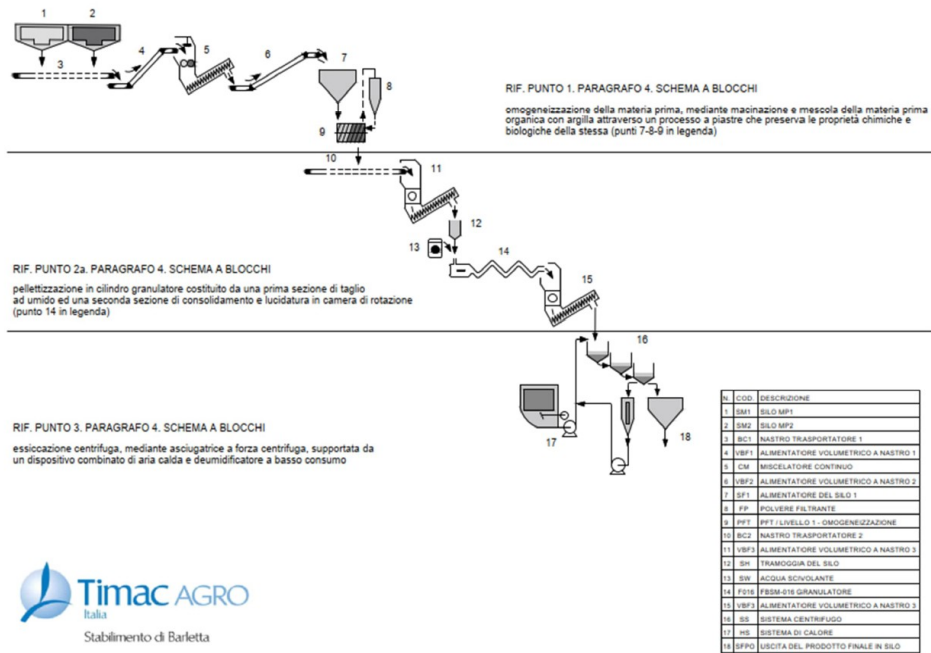 1
2
3
4
5
6
7
8
9
RIF. PUNTO 1. PARAGRAFO 4. SCHEMA A BLOCCHI
omogeneizzazione della materia prima, mediante macinazione e mescola della materia prima
organica con argilla attraverso un processo a piastre che preserva le proprietà chimiche e
biologiche della stessa (punti 7-8-9 in legenda)
10
11
12
13
14
15
RIF. PUNTO 2a. PARAGRAFO 4. SCHEMA A BLOCCHI
pellettizzazione in cilindro granulatore costituito da una prima sezione di taglio
ad umido ed una seconda sezione di consolidamento e lucidatura in camera di rotazione
(punto 14 in legenda)
16
17
18
RIF. PUNTO 3. PARAGRAFO 4. SCHEMA A BLOCCHI
essiccazione centrifuga, mediante asciugatrice a forza centrifuga, supportata da
un dispositivo combinato di aria calda e deumidificatore a basso consumo
N. COD. DESCRIZIONE
1 SM1 SILO MP1
2 SM2 SILO MP2
3 BC1 NASTRO TRASPORTATORE 1
4 VBF1 ALIMENTATORE VOLUMETRICO A NASTRO 1
5 CM MISCELATORE CONTINUO
6 VBF2 ALIMENTATORE VOLUMETRICO A NASTRO 2
7 SF1 ALIMENTATORE DEL SILO 1
8 FP POLVERE FILTRANTE
9 PFT PFT / LIVELLO 1 - OMOGENEIZZAZIONE
10 BC2 NASTRO TRASPORTATORE 2
11 VBF3 ALIMENTATORE VOLUMETRICO A NASTRO 3
12 SH TRAMOGGIA DEL SILO
13 SW ACQUA SCIVOLANTE
14 F016 FBSM-016 GRANULATORE
15 VBF3 ALIMENTATORE VOLUMETRICO A NASTRO 3
16 SS SISTEMA CENTRIFUGO
17 HS SISTEMA DI CALORE
18 SFPO USCITA DEL PRODOTTO FINALE IN SILO
Timac AGRO
Italia
Stabilimento di Barletta